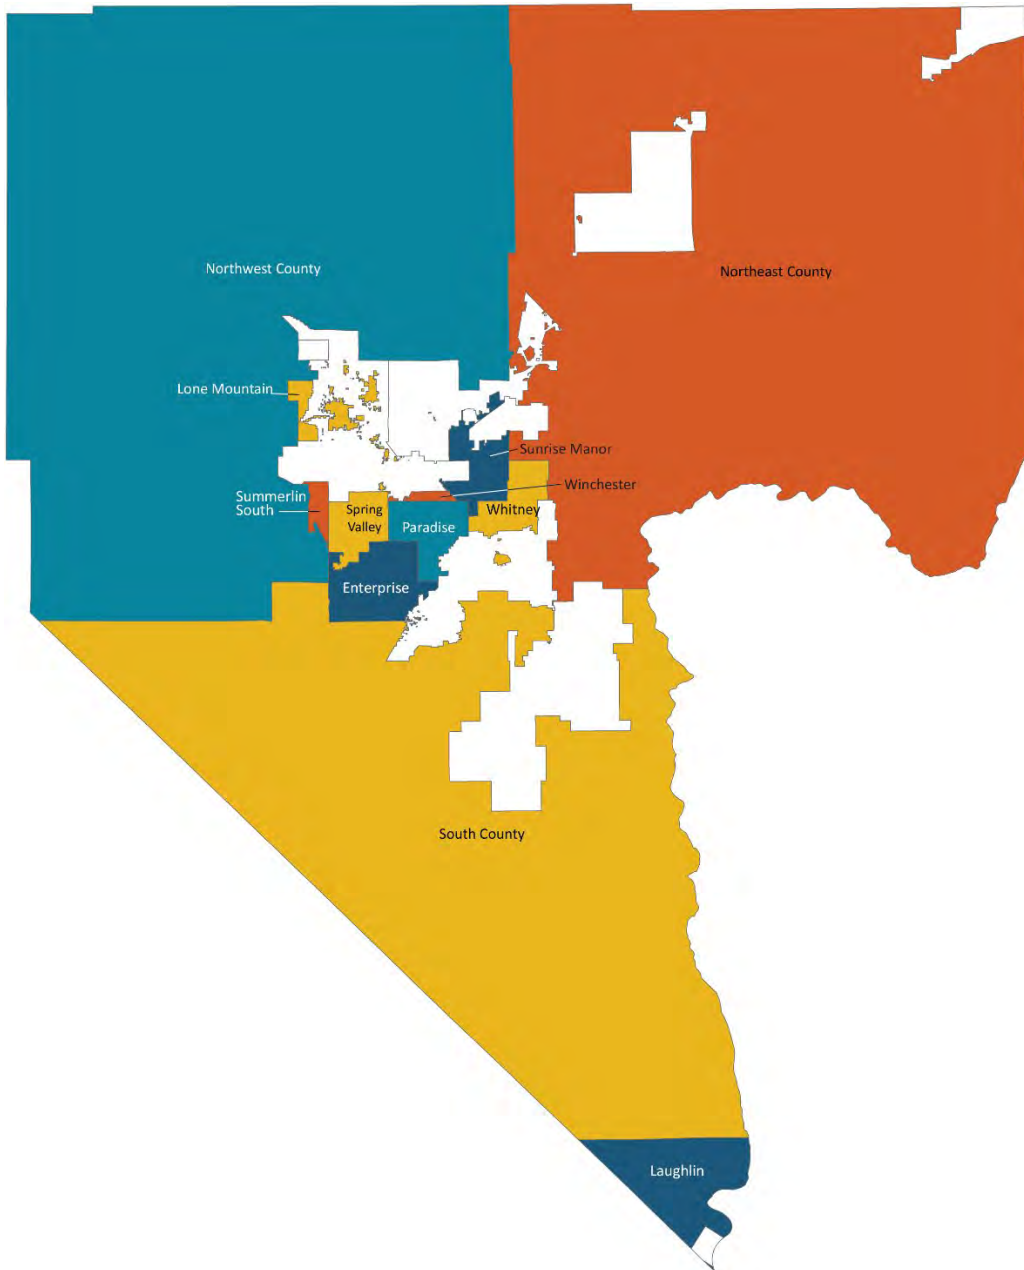 Northwest County
Northeast County
Lone Mountain
Sunrise Manor
Winchester
Summerlin
South
Spring
Valley
Whitney
Paradise
Enterprise
South County
Laughlin